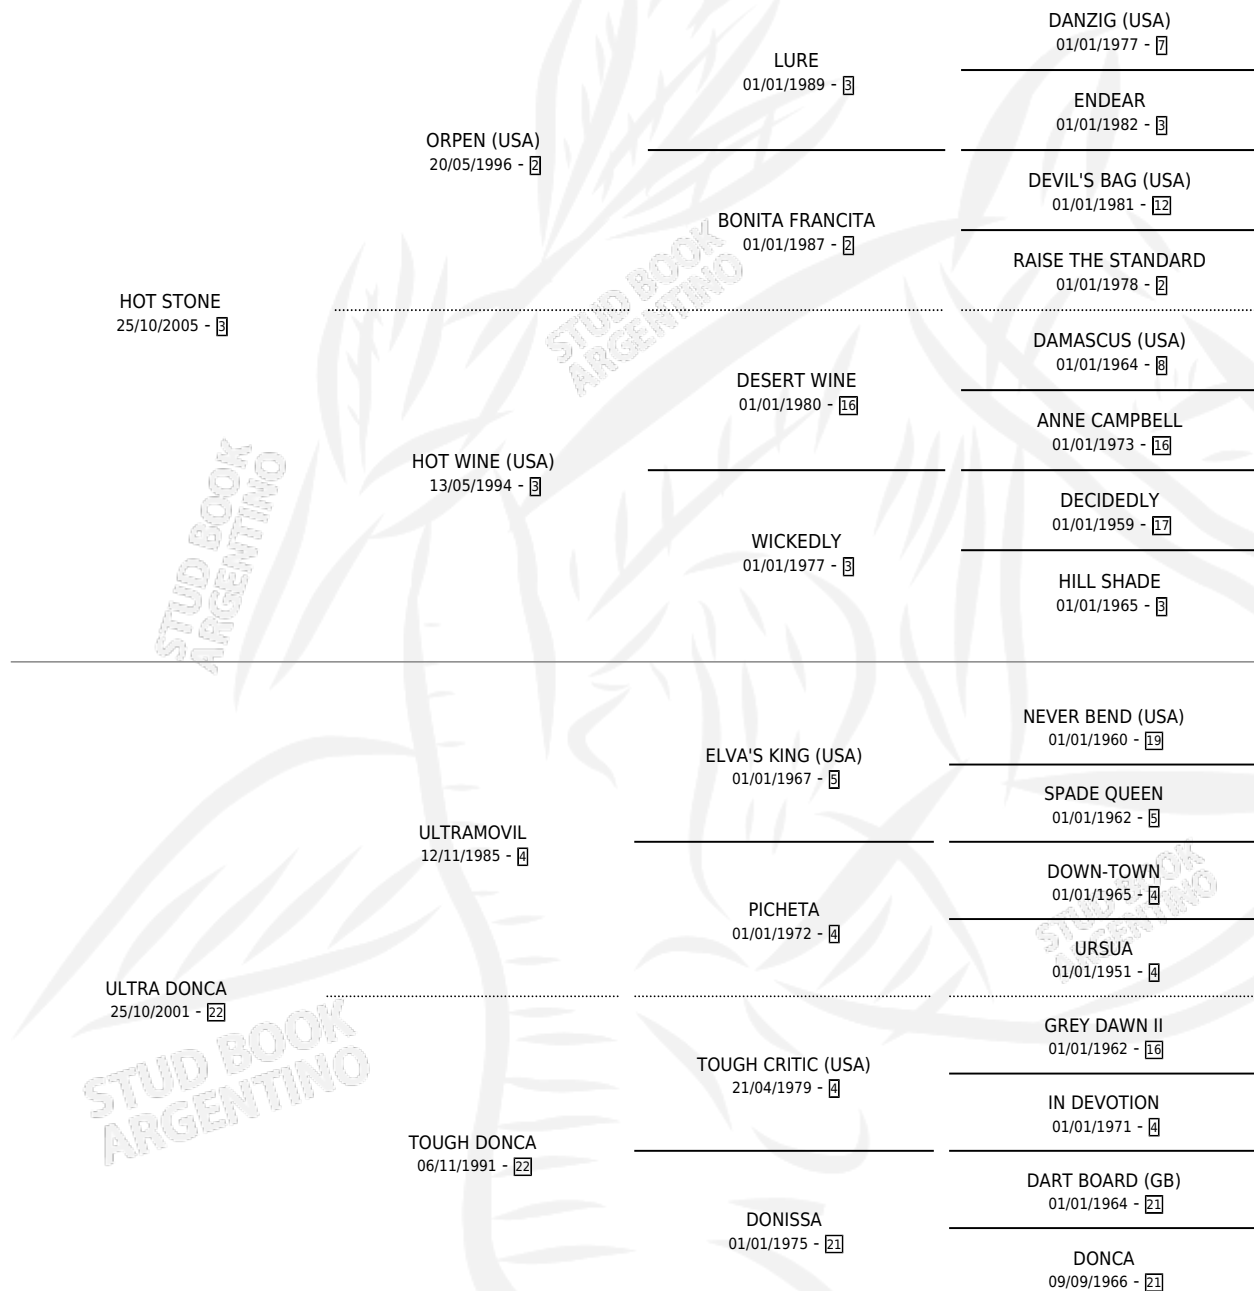 DANZIG (USA)
01/01/1977 - 7
LURE
01/01/1989 - 3
ENDEAR
01/01/1982 - 3
ORPEN (USA)
20/05/1996 - 2
DEVIL'S BAG (USA)
01/01/1981 - 12
BONITA FRANCITA
01/01/1987 - 2
RAISE THE STANDARD
01/01/1978 - 2
HOT STONE
25/10/2005 - 3
STUD BOOK
ARGENTINO
DAMASCUS (USA)
01/01/1964 - 8
DESERT WINE
01/01/1980 - 16
ANNE CAMPBELL
01/01/1973 - 16
HOT WINE (USA)
13/05/1994 - 3
DECIDEDLY
01/01/1959 - 17
WICKEDLY
01/01/1977 - 3
HILL SHADE
01/01/1965 - 3
STUD BOOK
ARGENTINO
NEVER BEND (USA)
01/01/1960 - 19
ELVA'S KING (USA)
01/01/1967 - 5
SPADE QUEEN
01/01/1962 - 5
ULTRAMOVIL
12/11/1985 - 4
DOWN-TOWN
01/01/1965 - 4
PICHETA
01/01/1972 - 4
STUD BOOK
ARGENTINO
URSUA
01/01/1951 - 4
ULTRA DONCA
25/10/2001 - 22
GREY DAWN II
01/01/1962 - 16
TOUGH CRITIC (USA)
21/04/1979 - 4
STUD BOOK
ARGENTINO
IN DEVOTION
01/01/1971 - 4
TOUGH DONCA
06/11/1991 - 22
DART BOARD (GB)
01/01/1964 - 21
DONISSA
01/01/1975 - 21
DONCA
09/09/1966 - 21